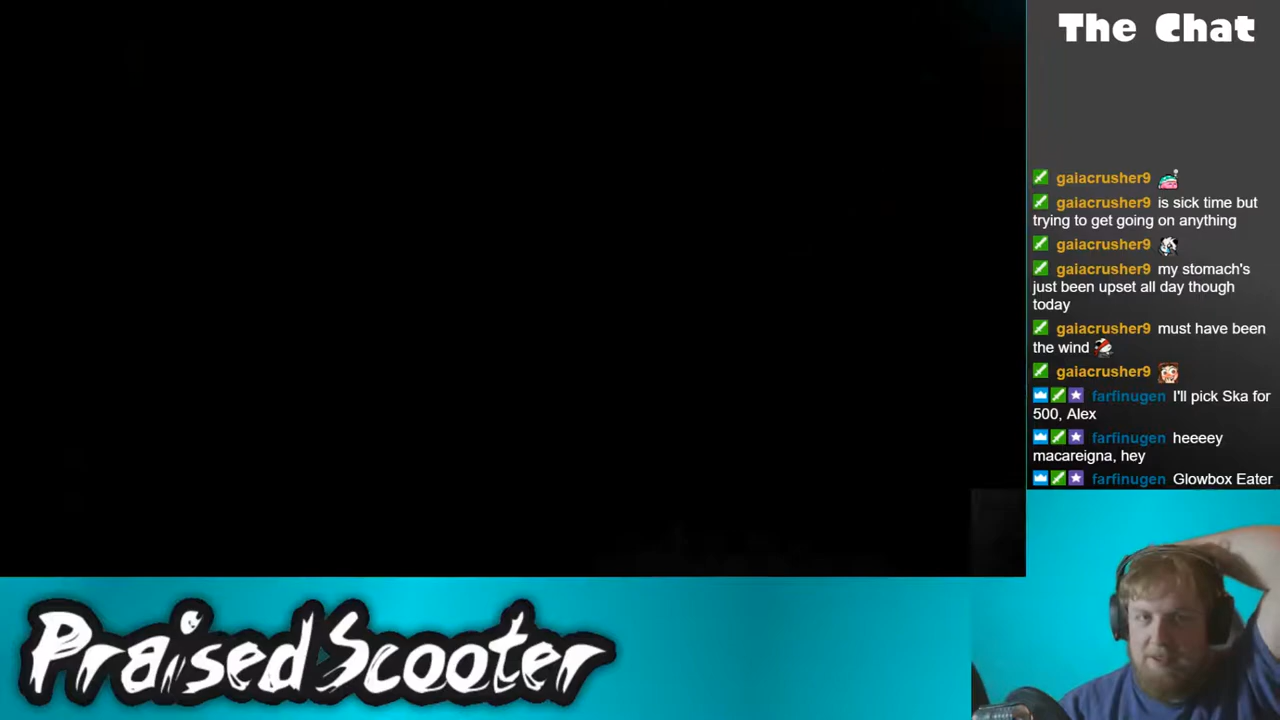 The Chat
gaiacrusher9
gaiacrusher9 is sick time but
trying to get going on anything
gaiacrusher9
gaiacrusher9 my stomach's
just been upset all day though
today
gaiacrusher9 must have been
the wind
gaiacrusher9
farfinugen I'll pick Ska for
500, Alex
farfinugen heeeey
macareigna, hey
farfinugen Glowbox Eater
Praised Scooter